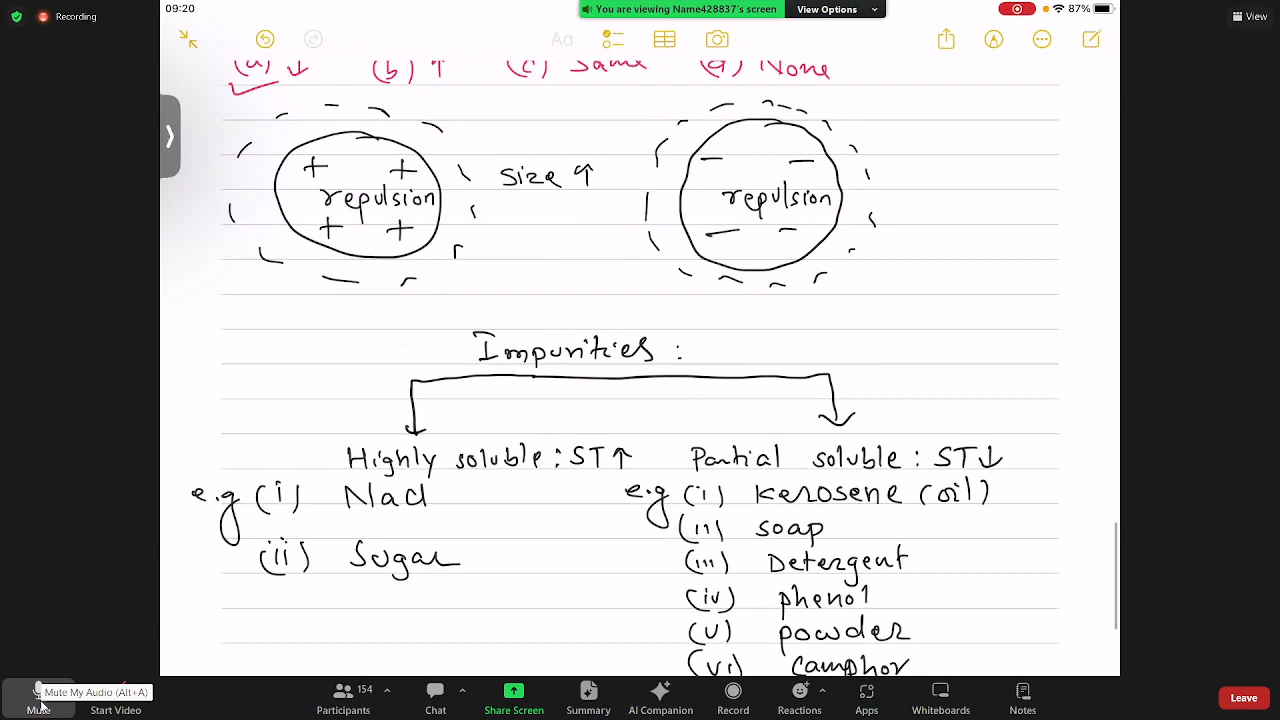 09:20
Recording
You are viewing Name428837's screen
View Options
87%
View
Aa
(a) ↓ (b) ↑ (c) Same (d) None
+ + repulsion + +
Size ↑
− − repulsion − −
Impurities :
Highly soluble : ST ↑
e.g (i) NaCl
(ii) Sugar
Partial soluble : ST ↓
e.g (i) kerosene (oil)
(ii) soap
(iii) Detergent
(iv) phenol
(v) powder
(vi) camphor
Mute My Audio (Alt+A)
Mute
Start Video
154
Participants
Chat
Share Screen
Summary
AI Companion
Record
Reactions
Apps
Whiteboards
Notes
Leave